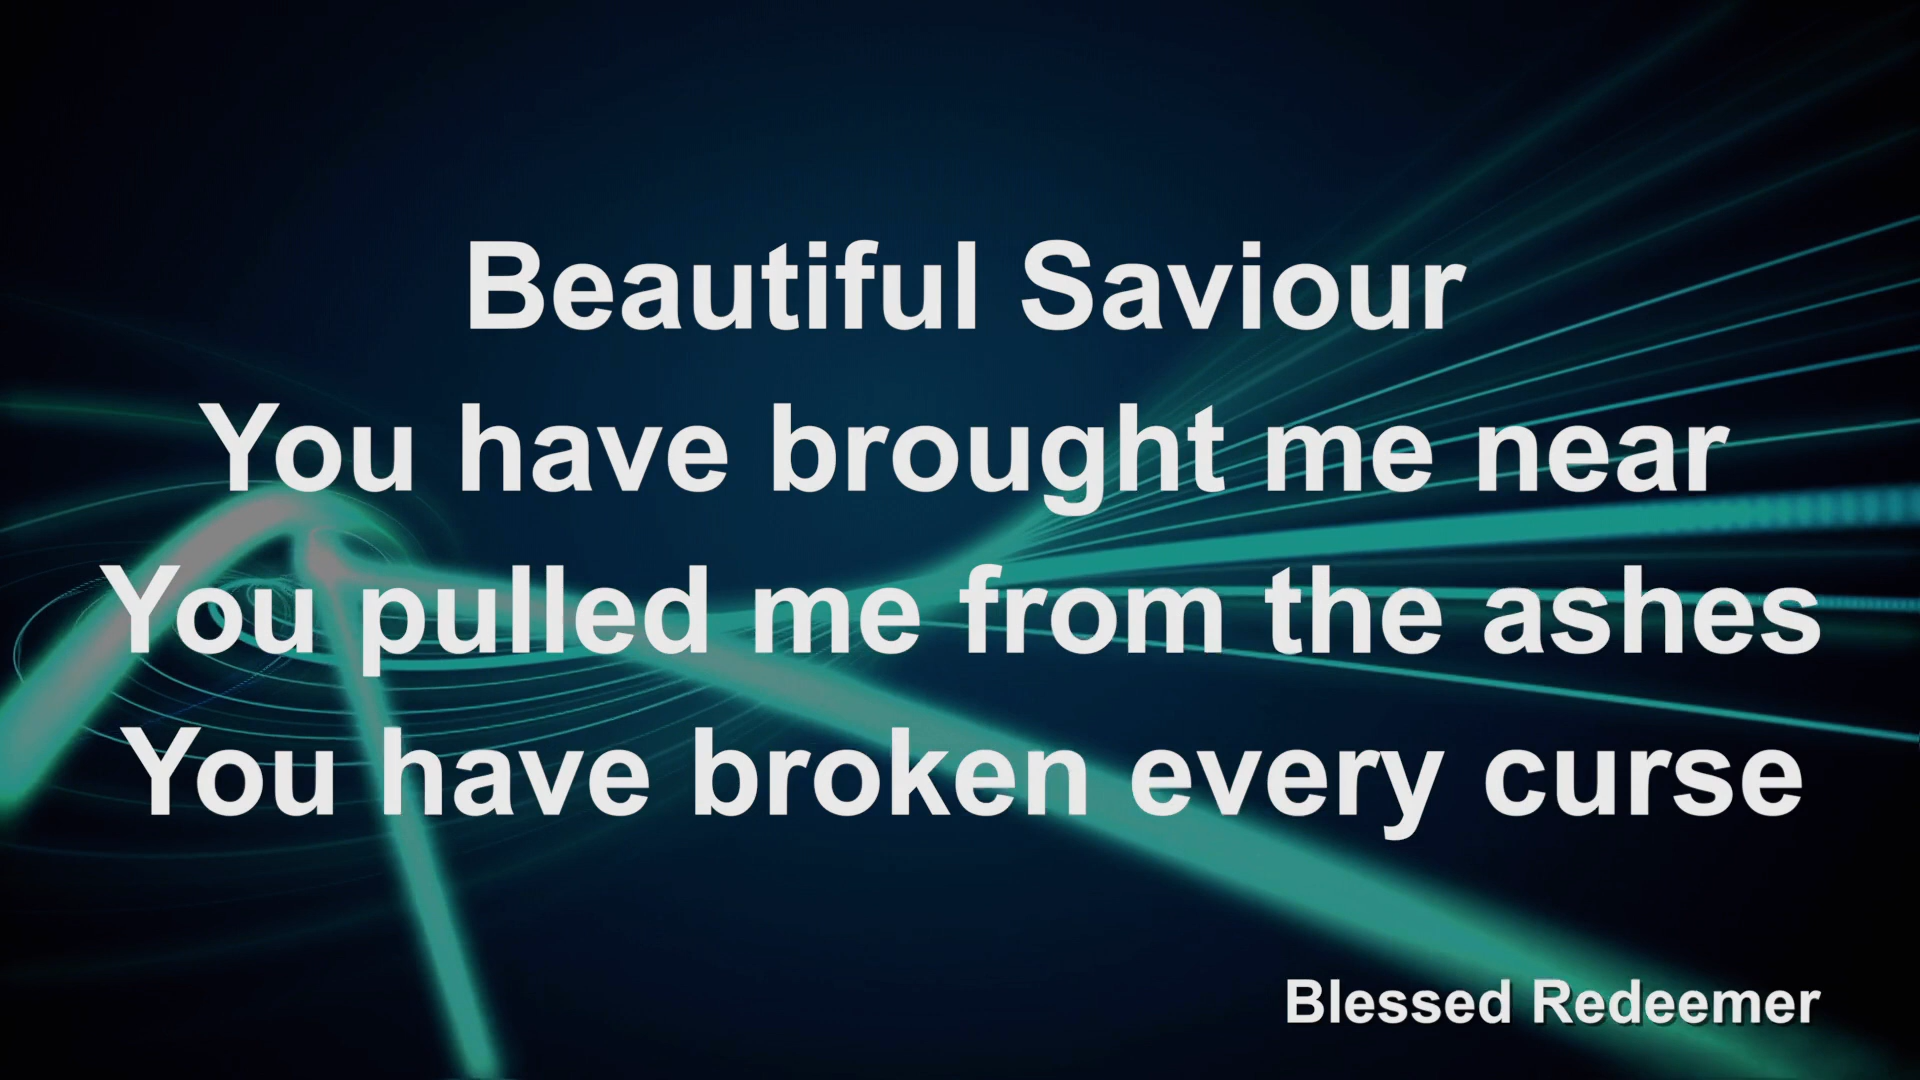 Beautiful Saviour
You have brought me near
You pulled me from the ashes
You have broken every curse
Blessed Redeemer